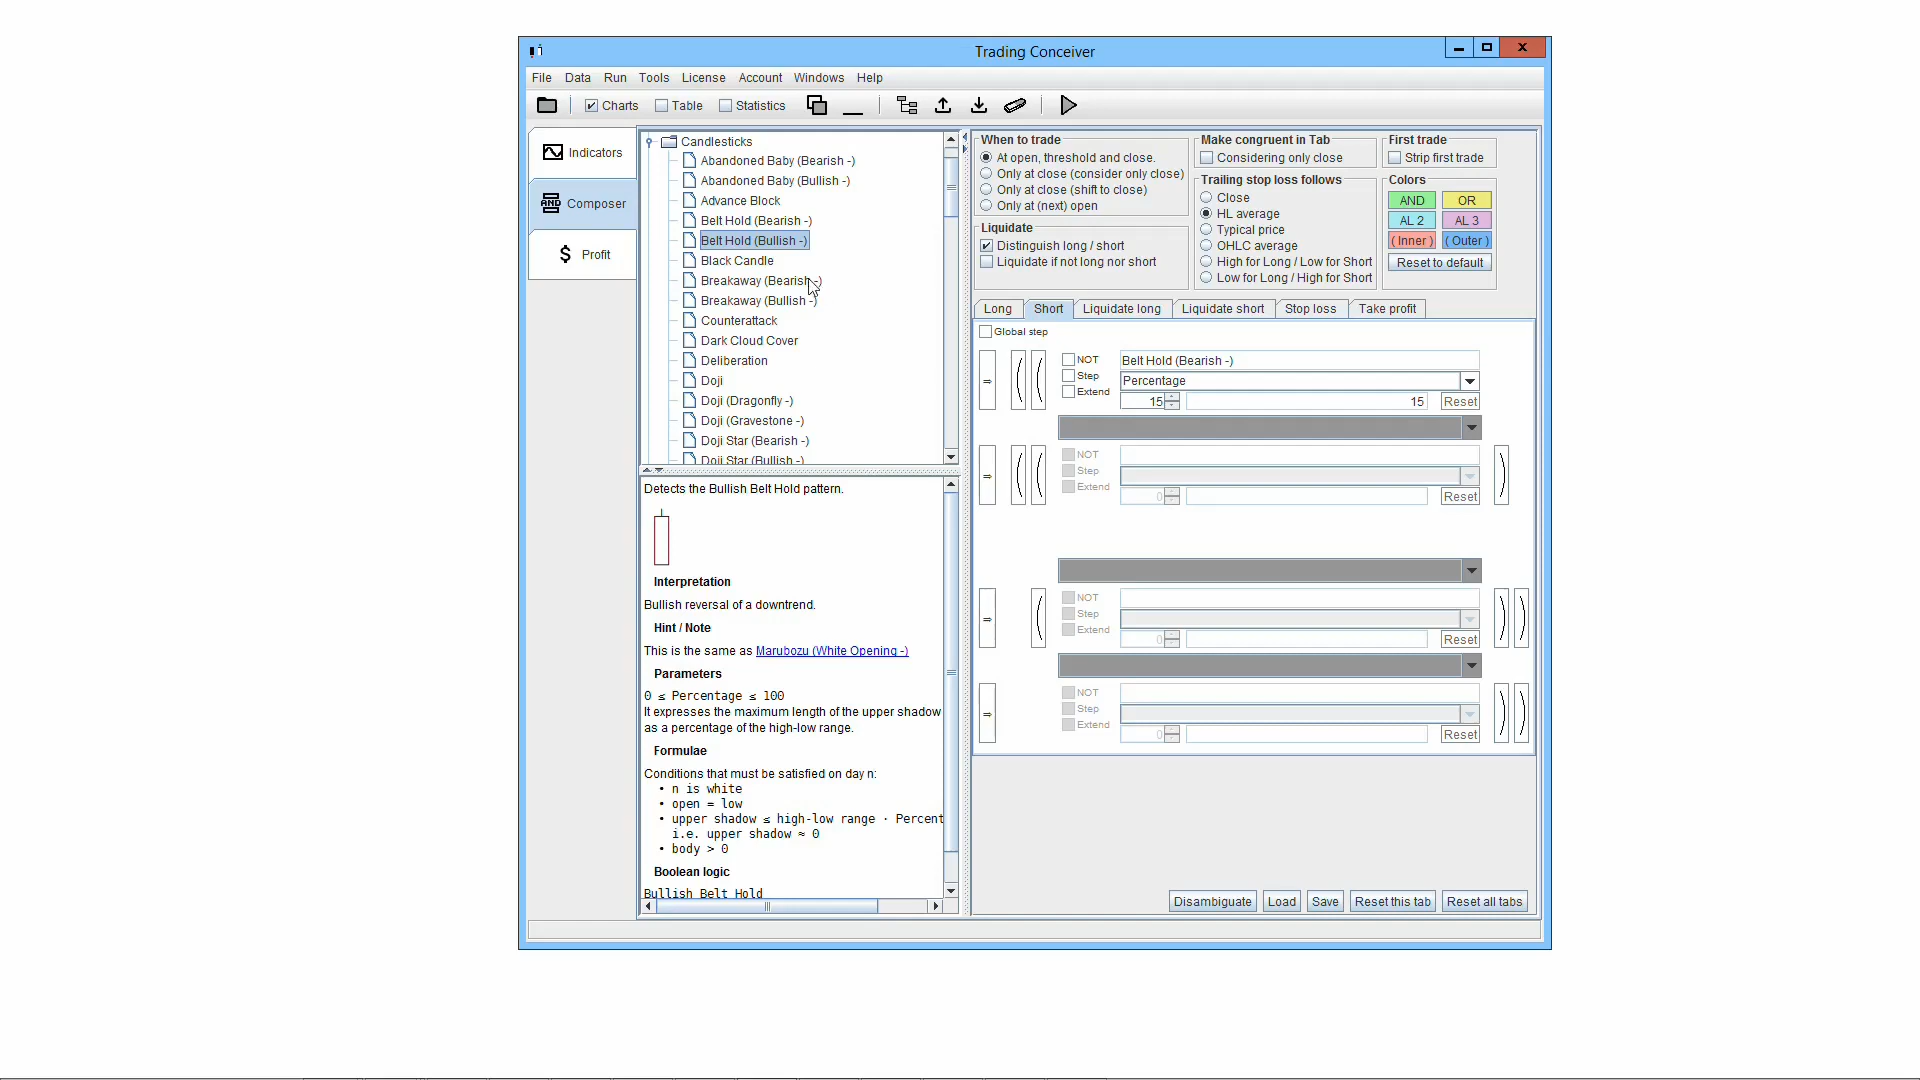 Trading Conceiver
File Data Run Tools License Account Windows Help
Charts Table Statistics
Indicators
Composer
Profit
Candlesticks
Abandoned Baby (Bearish -)
Abandoned Baby (Bullish -)
Advance Block
Belt Hold (Bearish -)
Belt Hold (Bullish -)
Black Candle
Breakaway (Bearish -)
Breakaway (Bullish -)
Counterattack
Dark Cloud Cover
Deliberation
Doji
Doji (Dragonfly -)
Doji (Gravestone -)
Doji Star (Bearish -)
Doji Star (Bullish -)
Detects the Bullish Belt Hold pattern.
Interpretation
Bullish reversal of a downtrend.
Hint / Note
This is the same as Marubozu (White Opening -)
Parameters
0 ≤ Percentage ≤ 100
It expresses the maximum length of the upper shadow
as a percentage of the high-low range.
Formulae
Conditions that must be satisfied on day n:
• n is white
• open = low
• upper shadow ≤ high-low range · Percent
i.e. upper shadow ≈ 0
• body > 0
Boolean logic
Bullish Belt Hold
When to trade
At open, threshold and close.
Only at close (consider only close)
Only at close (shift to close)
Only at (next) open
Liquidate
Distinguish long / short
Liquidate if not long nor short
Make congruent in Tab
Considering only close
Trailing stop loss follows
Close
HL average
Typical price
OHLC average
High for Long / Low for Short
Low for Long / High for Short
First trade
Strip first trade
Colors
AND OR
AL 2 AL 3
( Inner ) ( Outer )
Reset to default
Long Short Liquidate long Liquidate short Stop loss Take profit
Global step
⇒ ( ( NOT Belt Hold (Bearish -)
Step Percentage
Extend 15 15 Reset
⇒ ( ( NOT )
Step
Extend 0 Reset
⇒ ( NOT ) )
Step
Extend 0 Reset
⇒ NOT ) )
Step
Extend 0 Reset
Disambiguate Load Save Reset this tab Reset all tabs